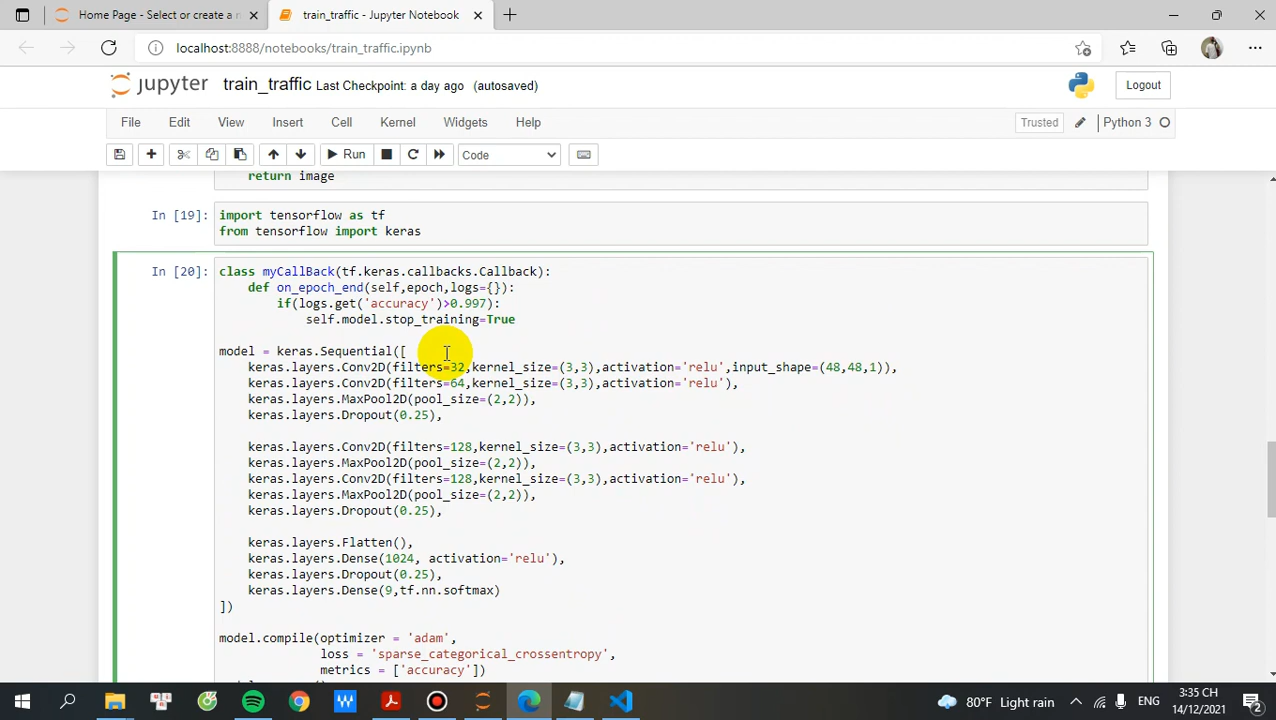 Home Page - Select or create a n
train_traffic - Jupyter Notebook
localhost:8888/notebooks/train_traffic.ipynb
jupyter train_traffic Last Checkpoint: a day ago (autosaved)
Logout
File Edit View Insert Cell Kernel Widgets Help
Trusted Python 3
Run Code
return image
In [19]: import tensorflow as tf
from tensorflow import keras
In [20]: class myCallBack(tf.keras.callbacks.Callback):
def on_epoch_end(self,epoch,logs={}):
if(logs.get('accuracy')>0.997):
self.model.stop_training=True
model = keras.Sequential([
keras.layers.Conv2D(filters=32,kernel_size=(3,3),activation='relu',input_shape=(48,48,1)),
keras.layers.Conv2D(filters=64,kernel_size=(3,3),activation='relu'),
keras.layers.MaxPool2D(pool_size=(2,2)),
keras.layers.Dropout(0.25),
keras.layers.Conv2D(filters=128,kernel_size=(3,3),activation='relu'),
keras.layers.MaxPool2D(pool_size=(2,2)),
keras.layers.Conv2D(filters=128,kernel_size=(3,3),activation='relu'),
keras.layers.MaxPool2D(pool_size=(2,2)),
keras.layers.Dropout(0.25),
keras.layers.Flatten(),
keras.layers.Dense(1024, activation='relu'),
keras.layers.Dropout(0.25),
keras.layers.Dense(9,tf.nn.softmax)
])
model.compile(optimizer = 'adam',
loss = 'sparse_categorical_crossentropy',
metrics = ['accuracy'])
80°F Light rain
ENG
3:35 CH
14/12/2021
2